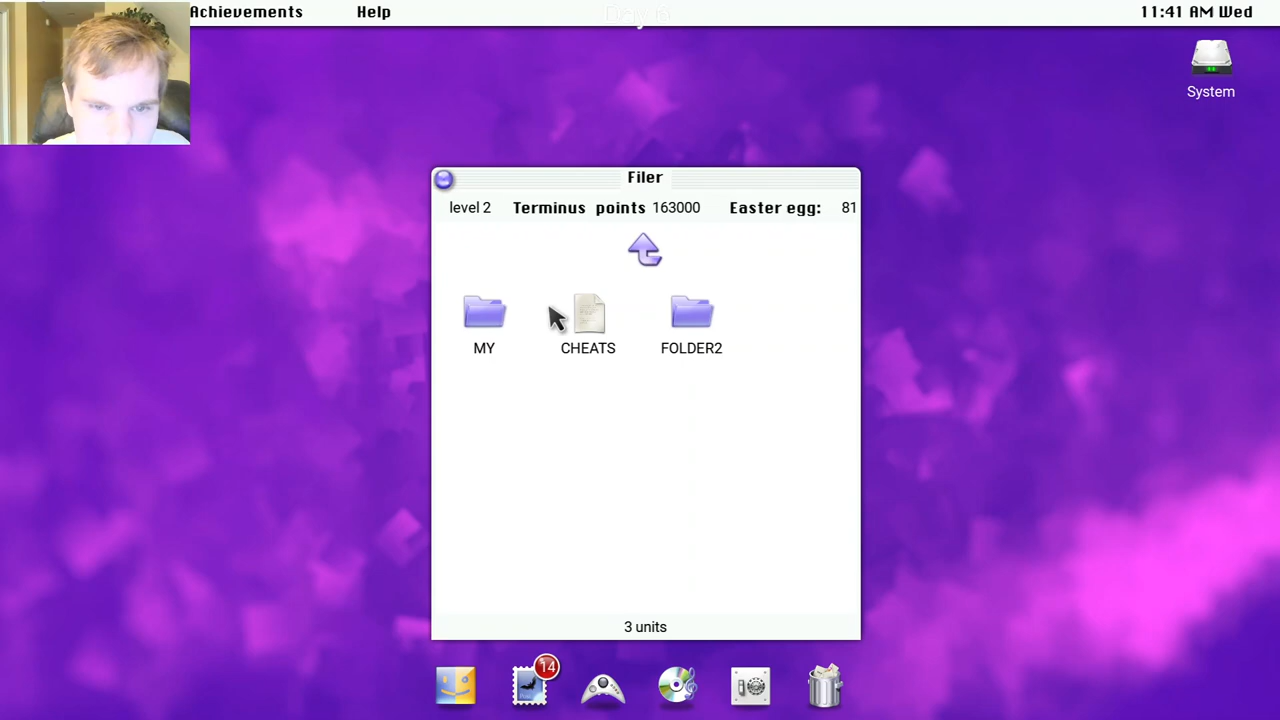 Achievements Help 11:41 AM Wed
System
Filer
level 2 Terminus points 163000 Easter egg: 81
MY CHEATS FOLDER2
3 units
14